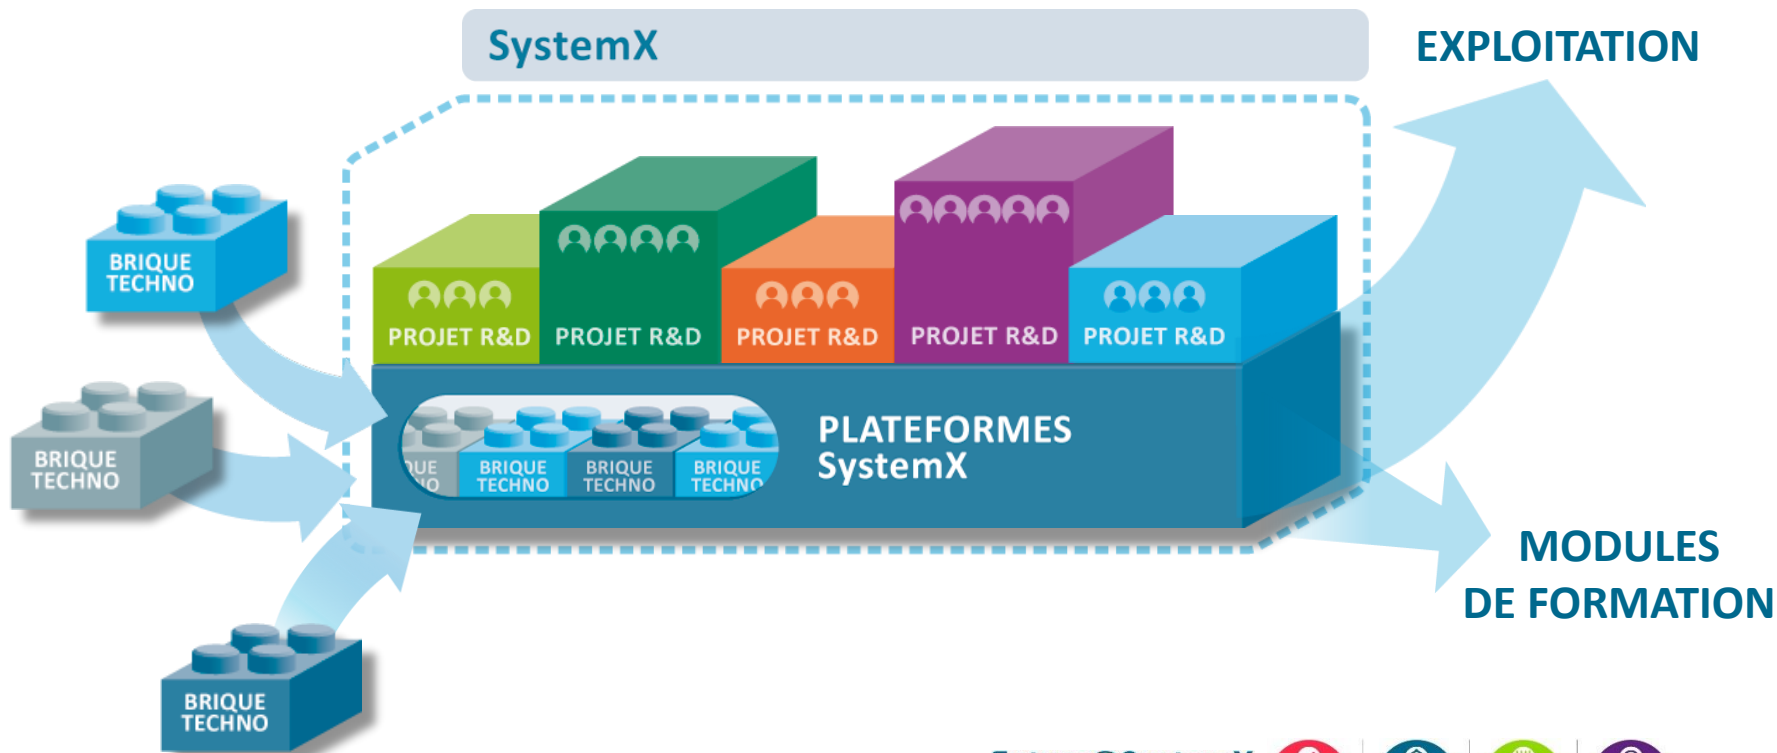 SystemX
EXPLOITATION
BRIQUE
TECHNO
PROJET R&D
PROJET R&D
PROJET R&D
PROJET R&D
PROJET R&D
BRIQUE
TECHNO
PLATEFORMES
SystemX
BRIQUE
TECHNO
BRIQUE
TECHNO
BRIQUE
TECHNO
MODULES
DE FORMATION
BRIQUE
TECHNO